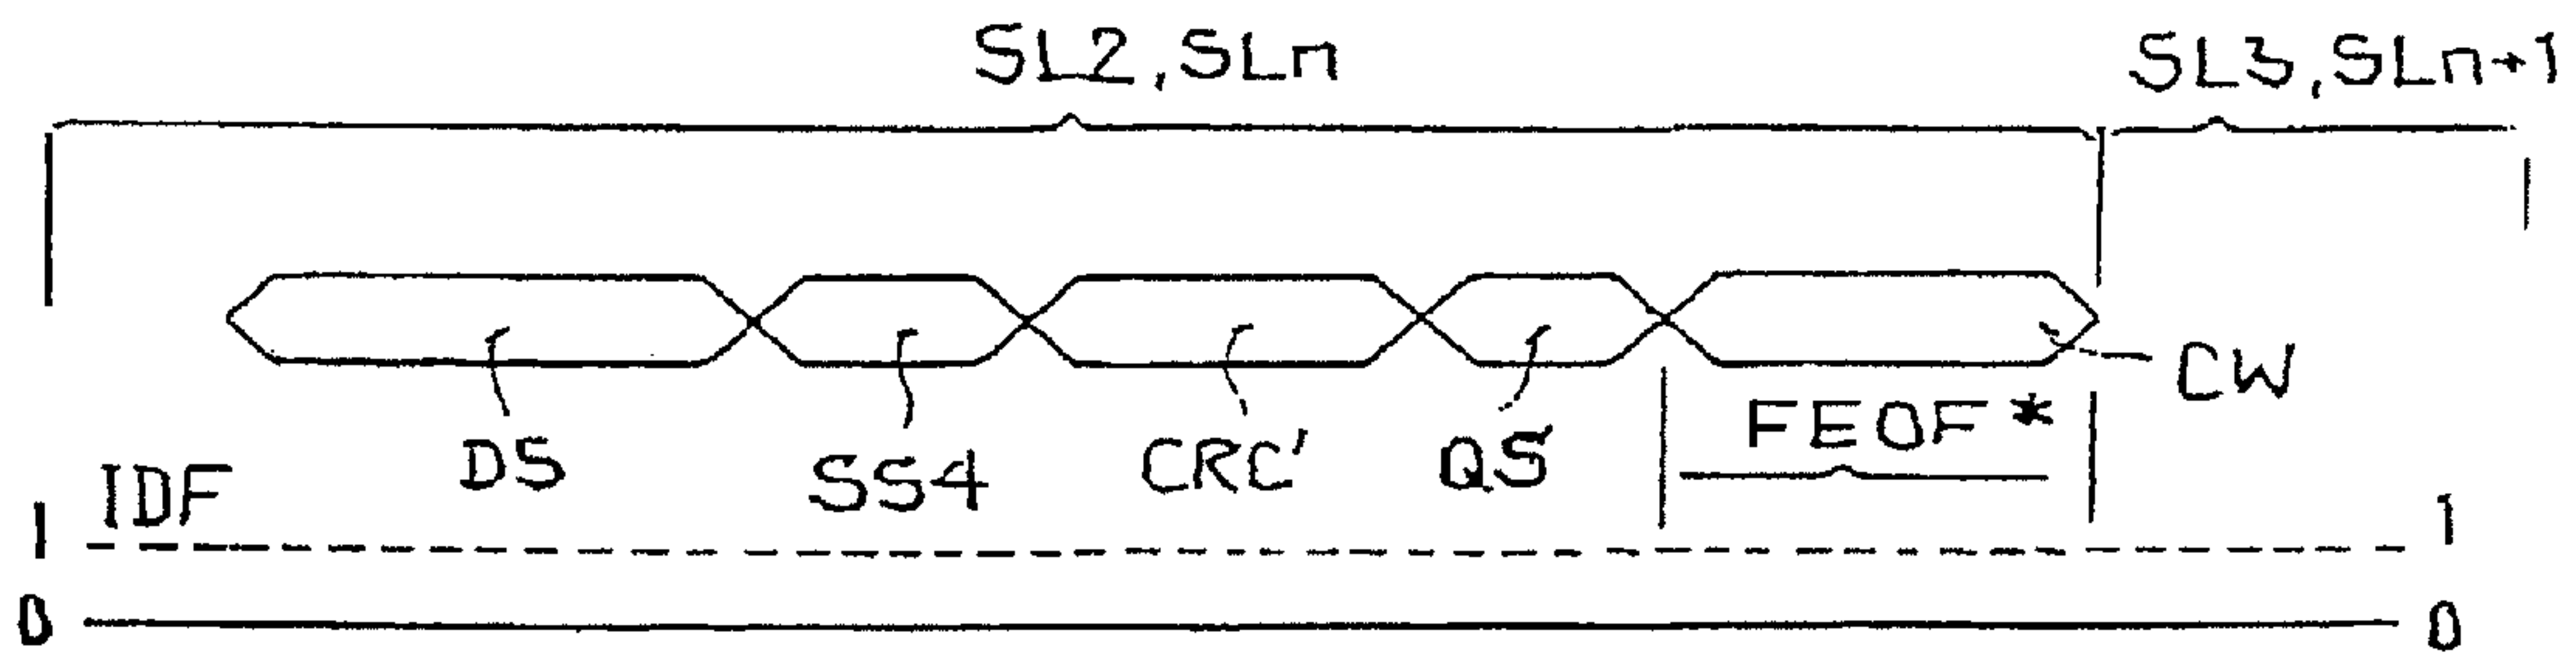 SL2,SLn SL3,SLn+1
CW
FEOF*
DS SS4 CRC' QS
IDF
1 1
0 0